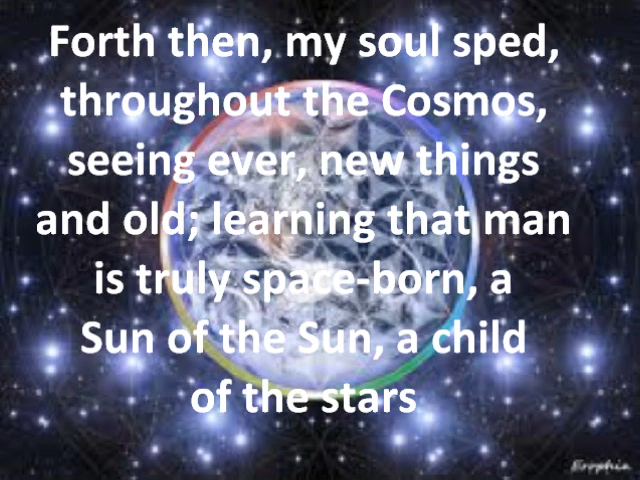 Forth then, my soul sped,
throughout the Cosmos,
seeing ever, new things
and old; learning that man
is truly space-born, a
Sun of the Sun, a child
of the stars